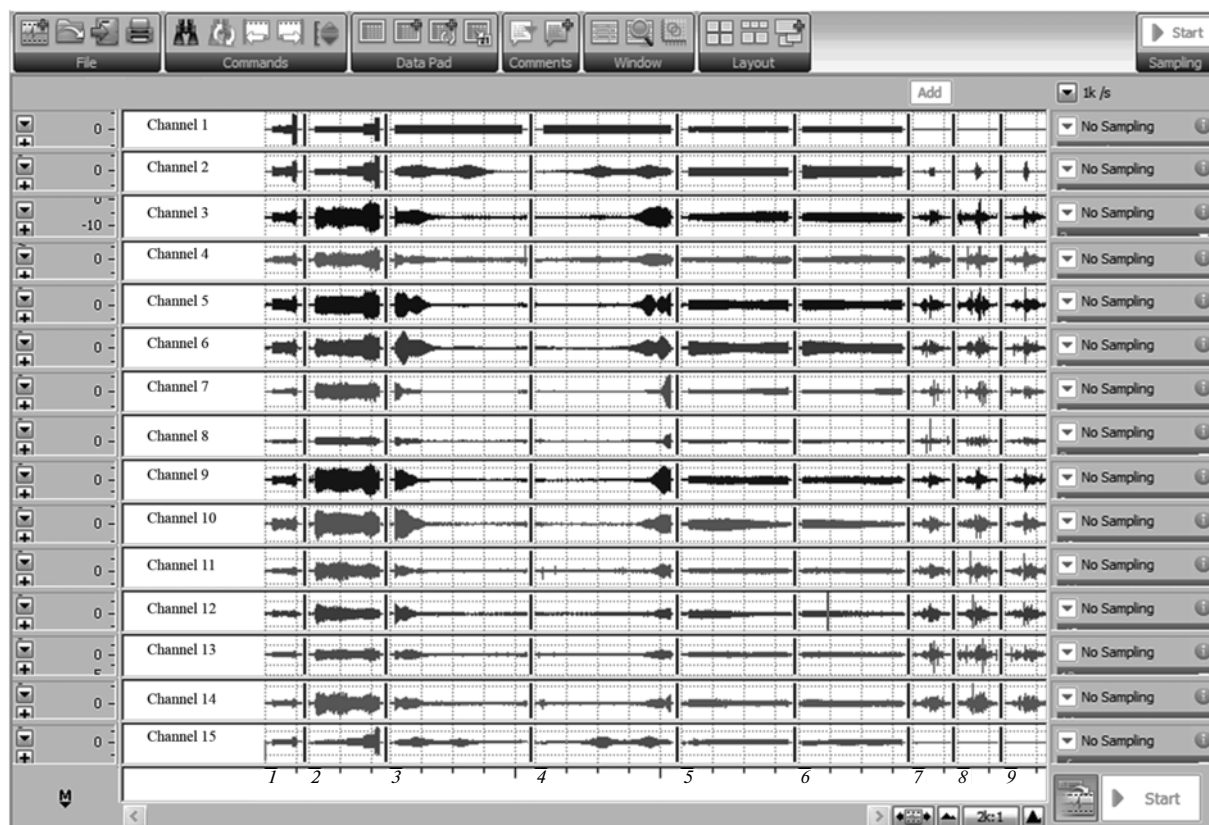 File Commands Data Pad Comments Window Layout Start Sampling
Add 1k /s
0 Channel 1 No Sampling
0 Channel 2 No Sampling
-10 Channel 3 No Sampling
0 Channel 4 No Sampling
0 Channel 5 No Sampling
0 Channel 6 No Sampling
0 Channel 7 No Sampling
0 Channel 8 No Sampling
0 Channel 9 No Sampling
0 Channel 10 No Sampling
0 Channel 11 No Sampling
0 Channel 12 No Sampling
0 Channel 13 No Sampling
0 Channel 14 No Sampling
0 Channel 15 No Sampling
1 2 3 4 5 6 7 8 9
M Start
2k:1